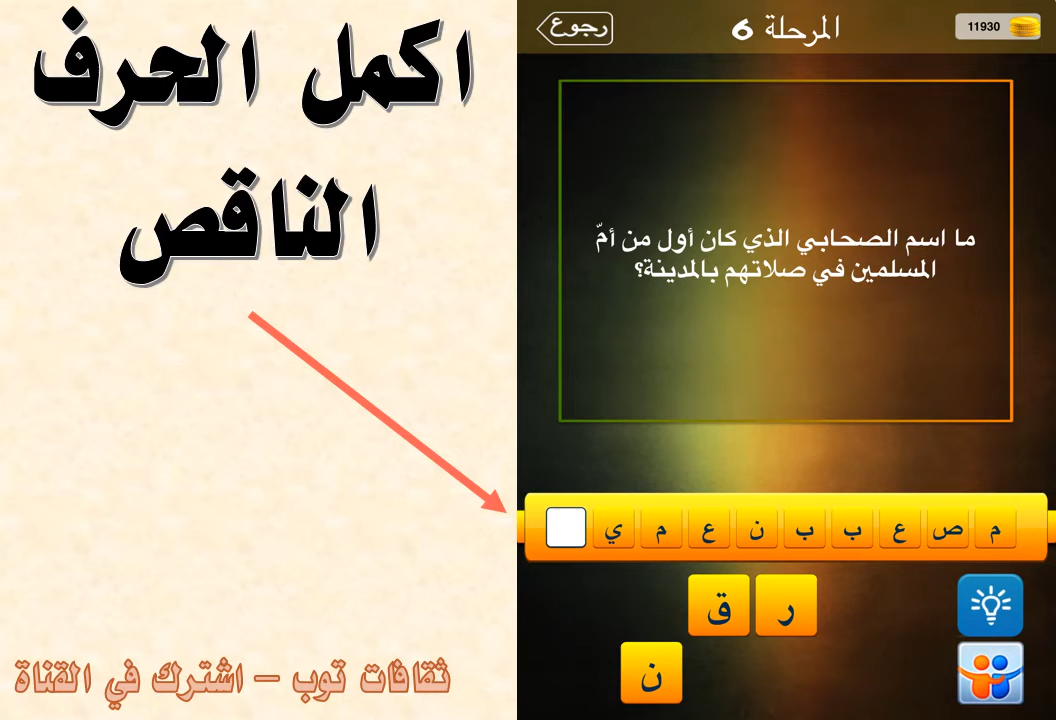 اكمل الحرف
الناقص
ثقافات توب – اشترك في القناة
رجوع
المرحلة 6
11930
ما اسم الصحابي الذي كان أول من أمّ
المسلمين في صلاتهم بالمدينة؟
م ص ع ب ب ن ع م ي
ر ق
ن